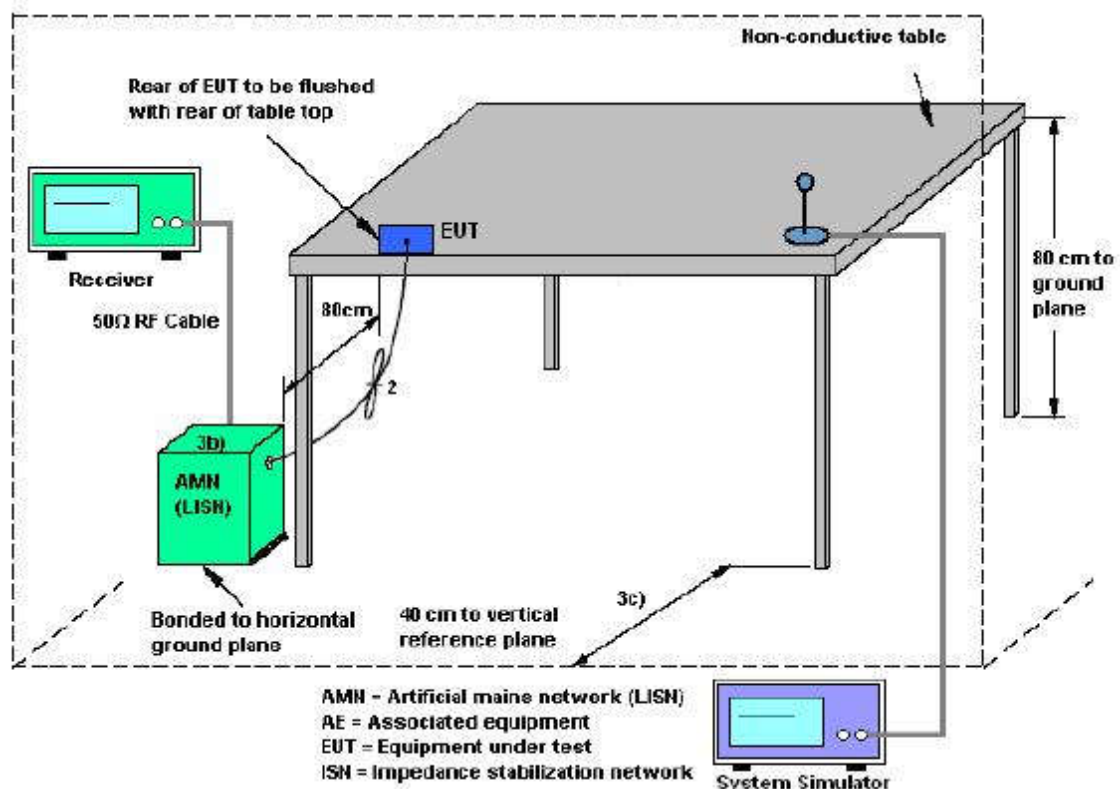 Non-conductive table
Rear of EUT to be flushed
with rear of table top
EUT
Receiver
80cm
80 cm to
ground
plane
50Ω RF Cable
2
3b)
AMN
(LISN)
3c)
Bonded to horizontal
ground plane
40 cm to vertical
reference plane
AMN = Artificial mains network (LISN)
AE = Associated equipment
EUT = Equipment under test
ISN = Impedance stabilization network
System Simulator